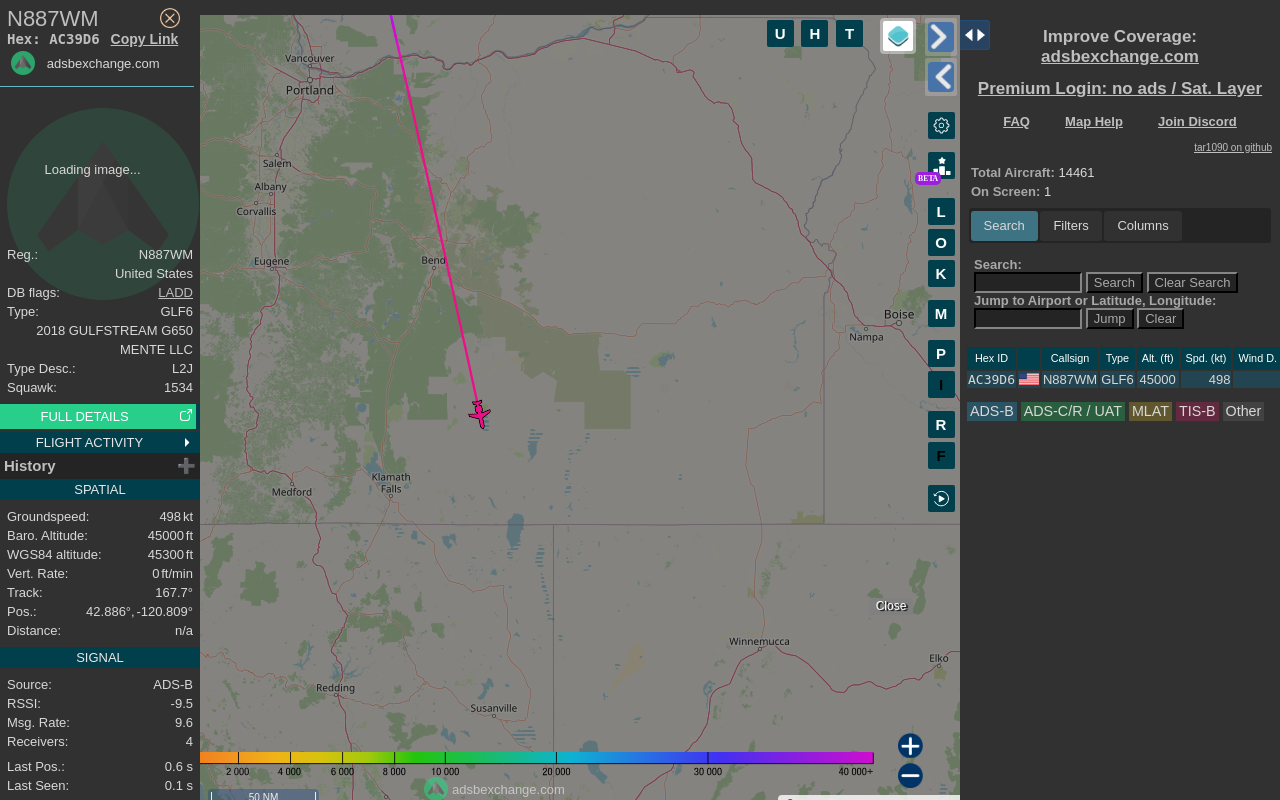 N887WM
Hex: AC39D6 Copy Link
adsbexchange.com
Loading image...
Reg.: N887WM
United States
DB flags: LADD
Type: GLF6
2018 GULFSTREAM G650
MENTE LLC
Type Desc.: L2J
Squawk: 1534
FULL DETAILS
FLIGHT ACTIVITY
History
SPATIAL
Groundspeed: 498 kt
Baro. Altitude: 45000 ft
WGS84 altitude: 45300 ft
Vert. Rate: 0 ft/min
Track: 167.7°
Pos.: 42.886°, -120.809°
Distance: n/a
SIGNAL
Source: ADS-B
RSSI: -9.5
Msg. Rate: 9.6
Receivers: 4
Last Pos.: 0.6 s
Last Seen: 0.1 s
U H T
Vancouver
Portland
Salem
Albany
Corvallis
Eugene
Bend
Boise
Nampa
Klamath
Falls
Medford
Winnemucca
Elko
Redding
Susanville
BETA
L
O
K
M
P
I
R
F
Close
2 000 4 000 6 000 8 000 10 000 20 000 30 000 40 000+
adsbexchange.com
50 NM
Improve Coverage:
adsbexchange.com
Premium Login: no ads / Sat. Layer
FAQ Map Help Join Discord
tar1090 on github
Total Aircraft: 14461
On Screen: 1
Search Filters Columns
Search:
Search Clear Search
Jump to Airport or Latitude, Longitude:
Jump Clear
Hex ID Callsign Type Alt. (ft) Spd. (kt) Wind D.
AC39D6 N887WM GLF6 45000 498
ADS-B ADS-C/R / UAT MLAT TIS-B Other